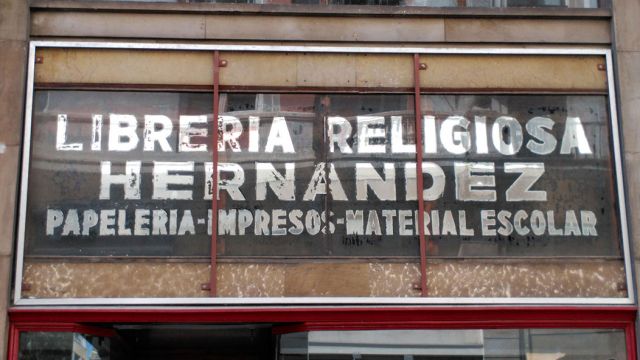 LIBRERIA RELIGIOSA
HERNANDEZ
PAPELERIA-IMPRESOS-MATERIAL ESCOLAR